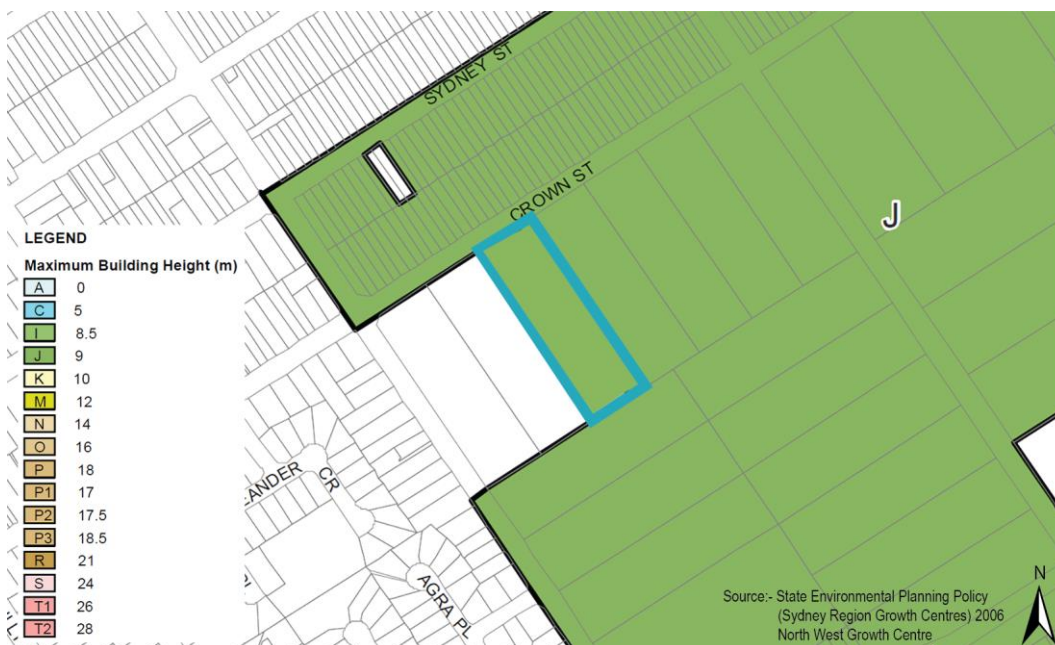 SYDNEY ST
CROWN ST
J
LEGEND
Maximum Building Height (m)
A 0
C 5
I 8.5
J 9
K 10
M 12
N 14
O 16
P 18
P1 17
P2 17.5
P3 18.5
R 21
S 24
T1 26
T2 28
LANDER
CR
AGRA PL
PL
Source:- State Environmental Planning Policy
(Sydney Region Growth Centres) 2006
North West Growth Centre
N